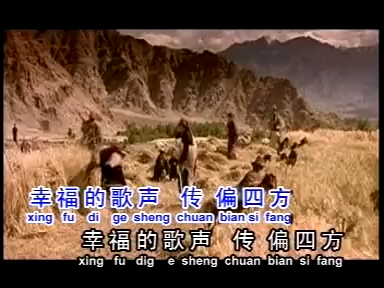 幸福的歌声 传 偏四方
xing fu di ge sheng chuan bian si fang
幸福的歌声 传 偏四方
xing fu dig e sheng chuan bian si fang